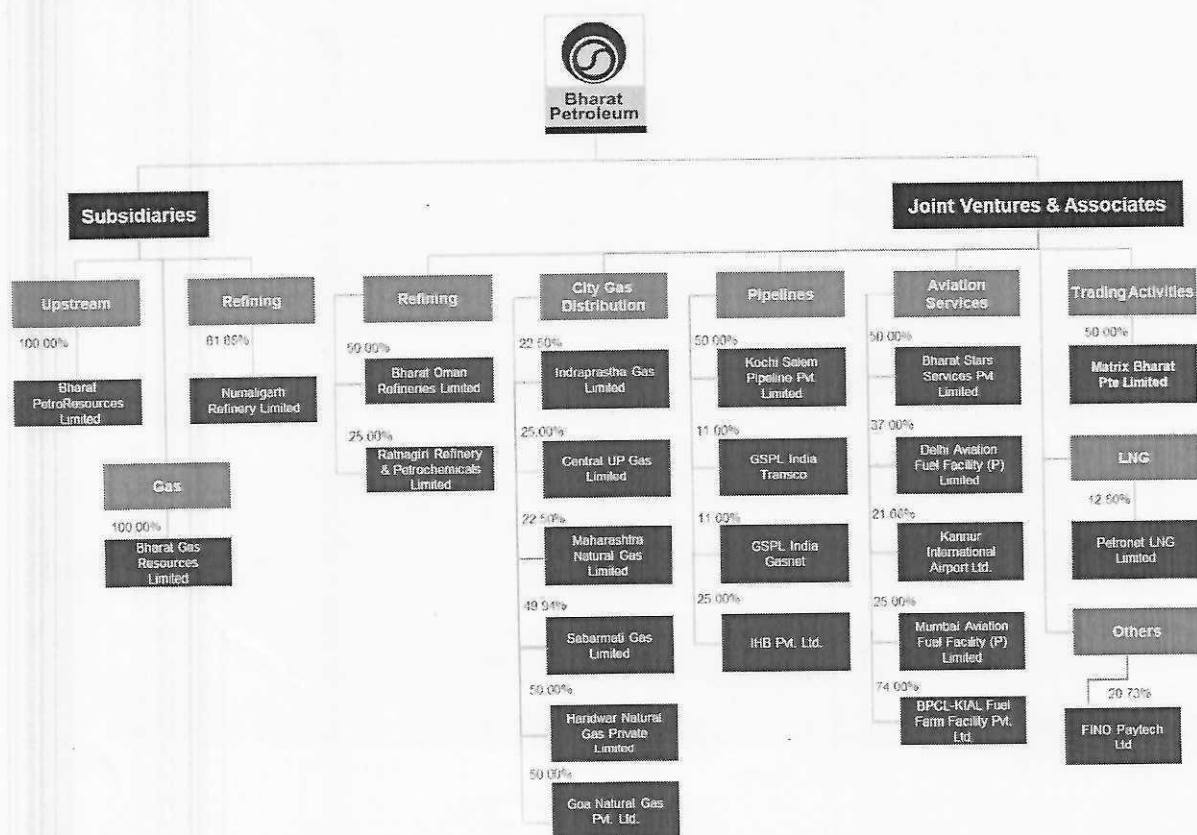 Bharat
Petroleum
Subsidiaries
Joint Ventures & Associates
Upstream
100.00%
Bharat
PetroResources
Limited
Refining
61.65%
Numaligarh
Refinery Limited
Gas
100.00%
Bharat Gas
Resources
Limited
Refining
50.00%
Bharat Oman
Refineries Limited
25.00%
Ratnagiri Refinery
& Petrochemicals
Limited
City Gas
Distribution
22.50%
Indraprastha Gas
Limited
25.00%
Central UP Gas
Limited
22.50%
Maharashtra
Natural Gas
Limited
49.94%
Sabarmati Gas
Limited
50.00%
Haridwar Natural
Gas Private
Limited
50.00%
Goa Natural Gas
Pvt. Ltd.
Pipelines
50.00%
Kochi Salem
Pipeline Pvt.
Limited
11.00%
GSPL India
Transco
11.00%
GSPL India
Gasnet
25.00%
IHB Pvt. Ltd.
Aviation
Services
50.00%
Bharat Stars
Services Pvt
Limited
37.00%
Delhi Aviation
Fuel Facility (P)
Limited
Kannur
International
Airport Ltd.
25.00%
Mumbai Aviation
Fuel Facility (P)
Limited
74.00%
BPCL-KIAL Fuel
Farm Facility Pvt.
Ltd.
Trading Activities
50.00%
Matrix Bharat
Pte Limited
LNG
12.50%
Petronet LNG
Limited
Others
20.73%
FINO Paytech
Ltd